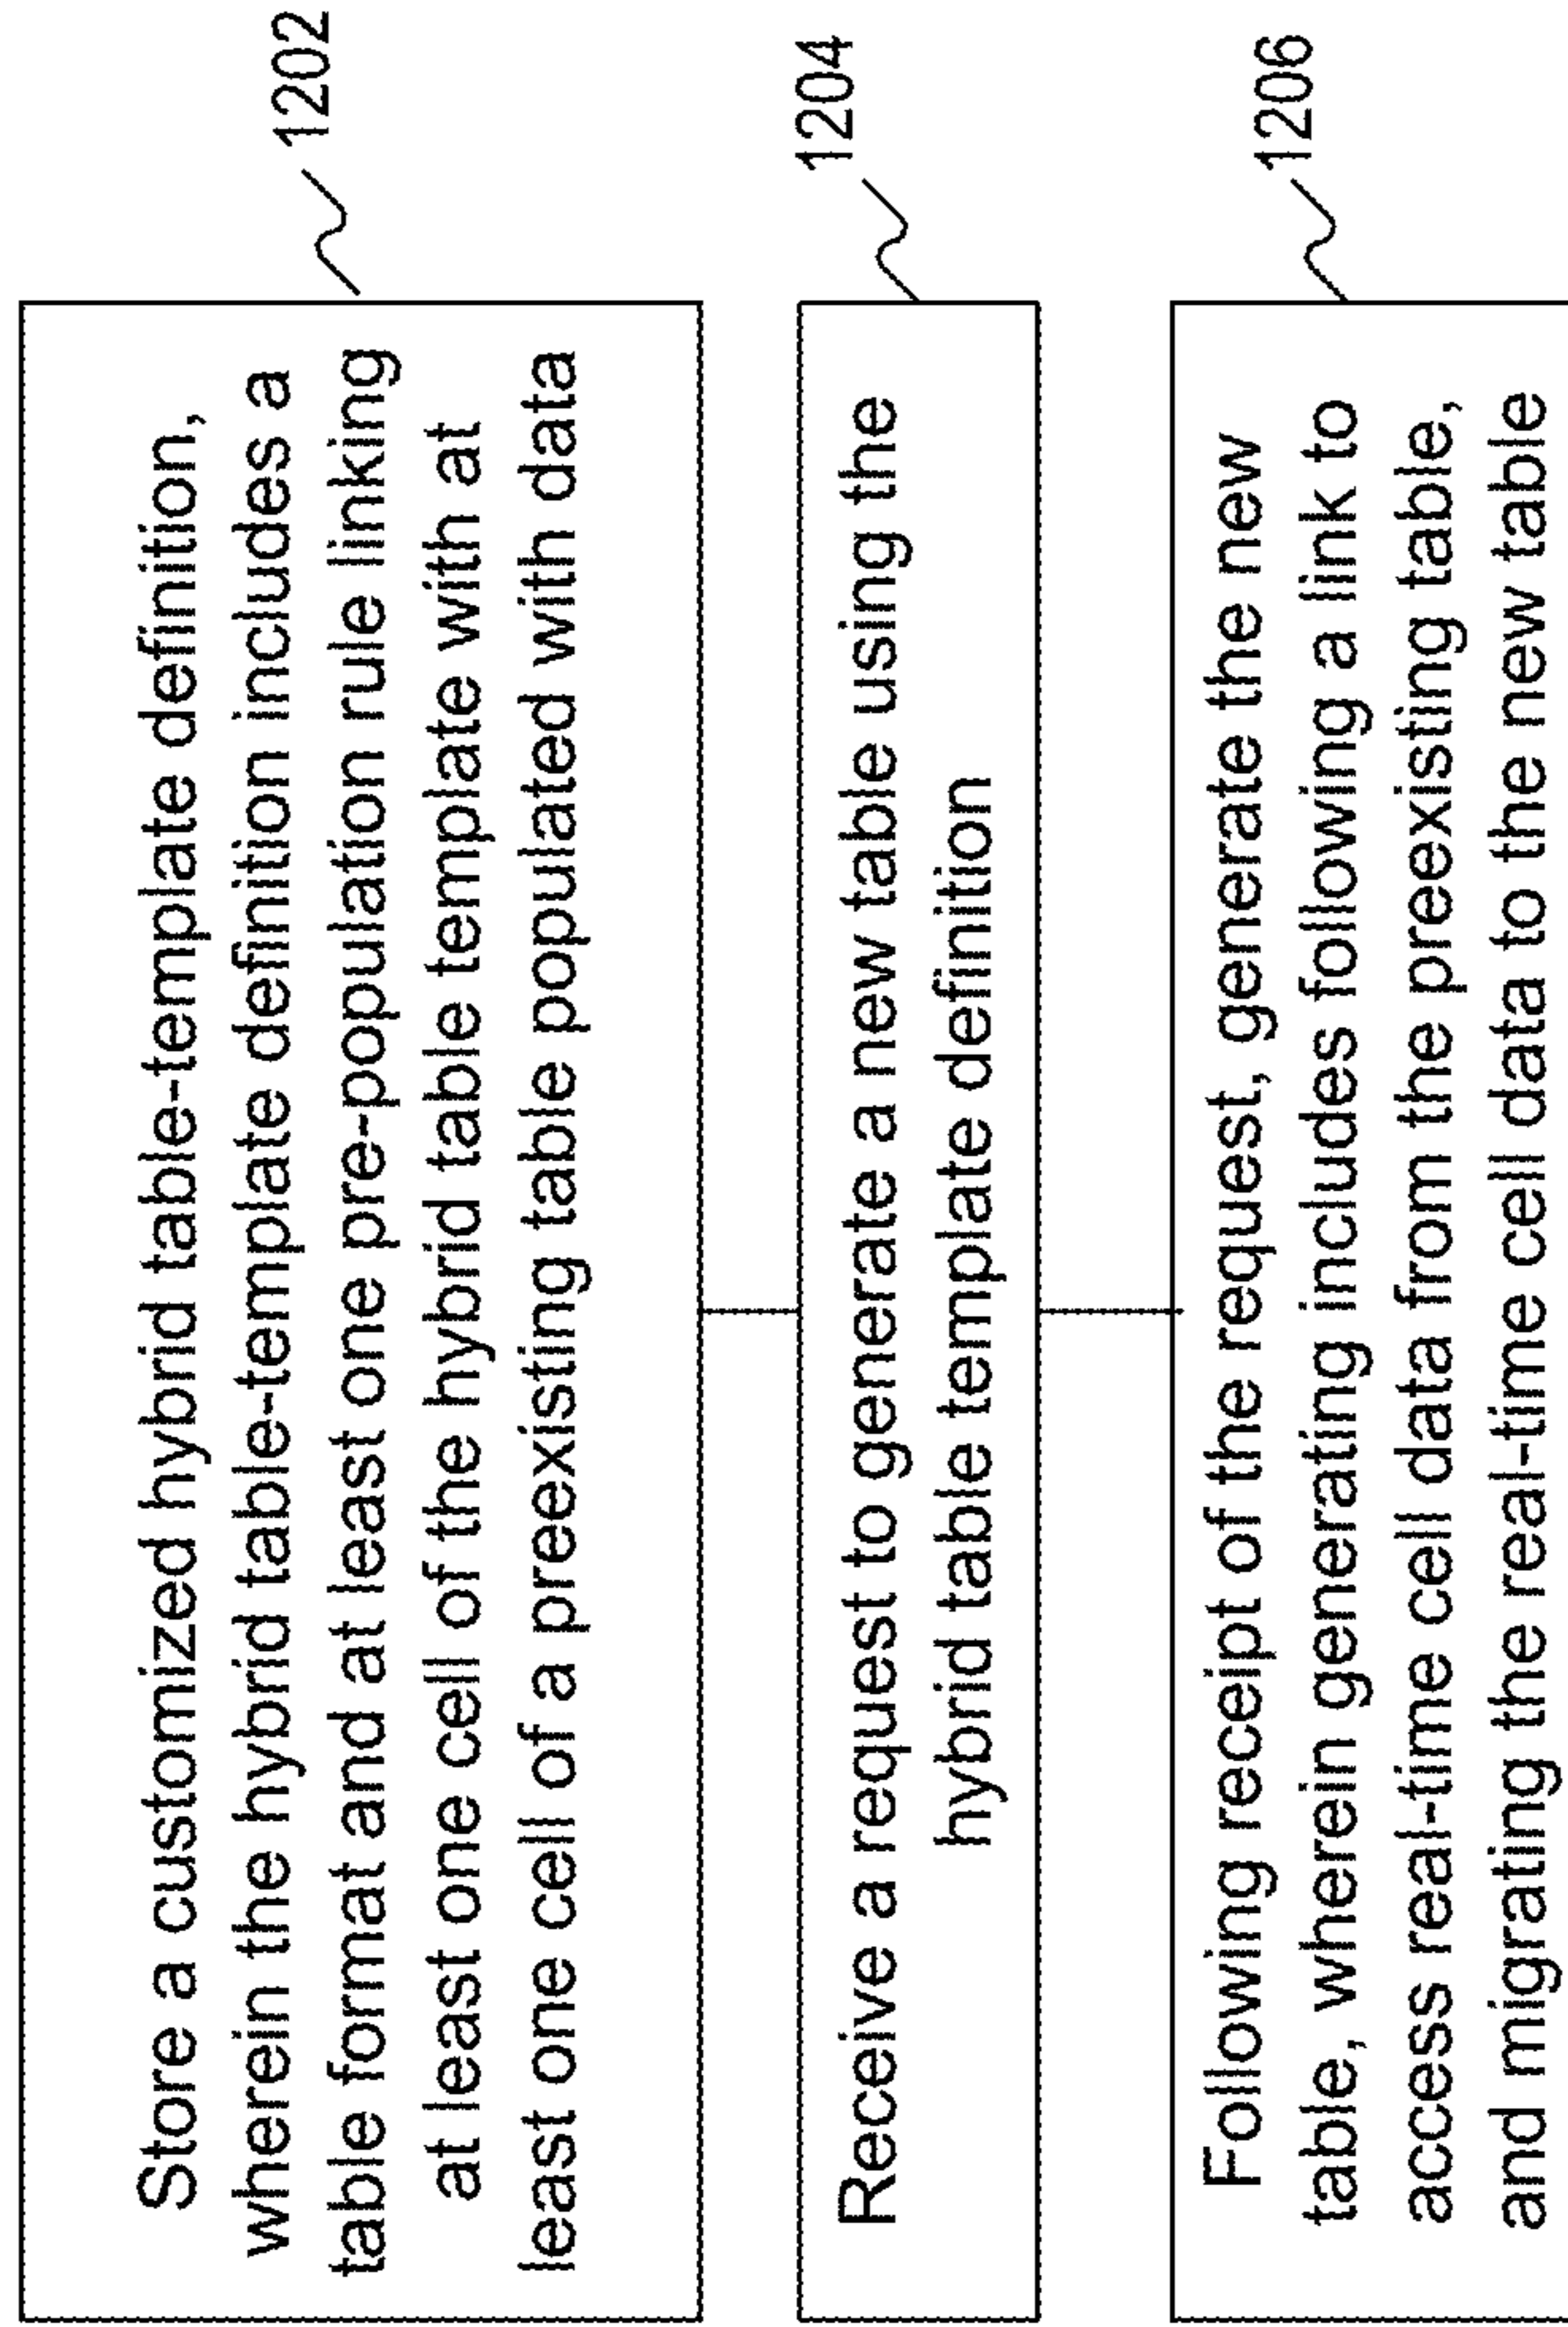 Store a customized hybrid table-template definition,
wherein the hybrid table-template definition includes a
table format and at least one pre-population rule linking
at least one cell of the hybrid table template with at
least one cell of a preexisting table populated with data
1202
Receive a request to generate a new table using the
hybrid table template definition
1204
Following receipt of the request, generate the new
table, wherein generating includes following a link to
access real-time cell data from the preexisting table,
and migrating the real-time cell data to the new table
1206